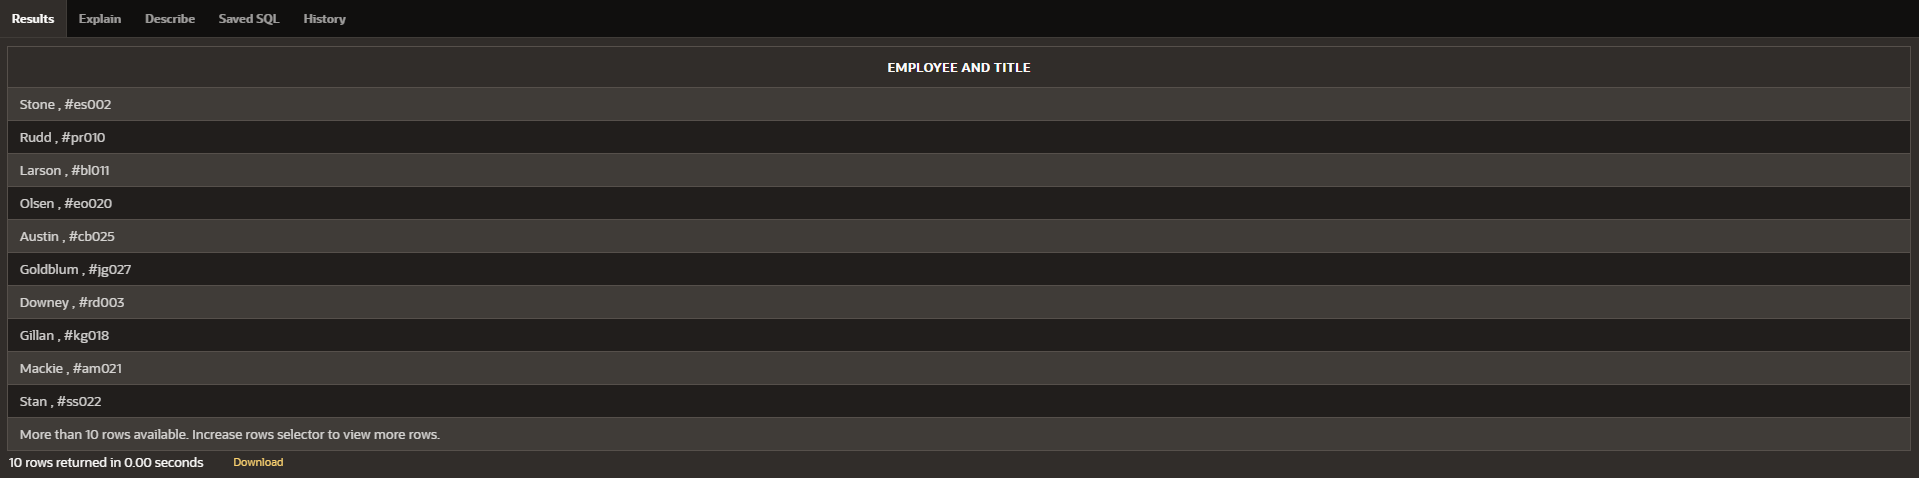 Results Explain Describe Saved SQL History
EMPLOYEE AND TITLE
Stone , #es002
Rudd , #pr010
Larson , #bl011
Olsen , #eo020
Austin , #cb025
Goldblum , #jg027
Downey , #rd003
Gillan , #kg018
Mackie , #am021
Stan , #ss022
More than 10 rows available. Increase rows selector to view more rows.
10 rows returned in 0.00 seconds Download